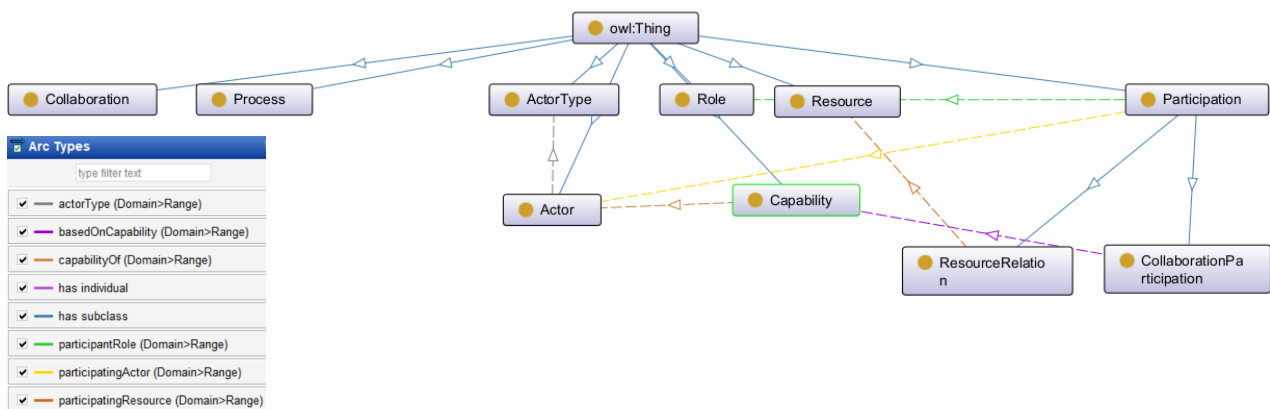 owl:Thing
Collaboration
Process
ActorType
Role
Resource
Participation
Arc Types
type filter text
Actor
Capability
actorType (Domain>Range)
basedOnCapability (Domain>Range)
capabilityOf (Domain>Range)
has individual
has subclass
participantRole (Domain>Range)
participatingActor (Domain>Range)
participatingResource (Domain>Range)
ResourceRelatio
n
CollaborationPa
rticipation